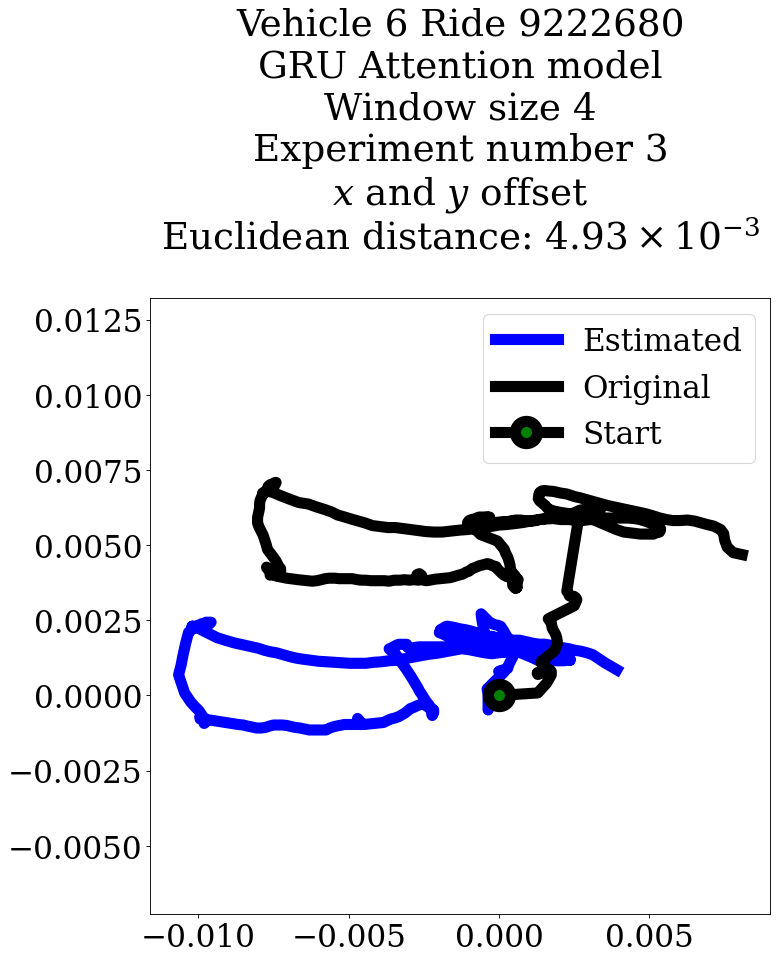 Vehicle 6 Ride 9222680
GRU Attention model
Window size 4
Experiment number 3
x and y offset
Euclidean distance: 4.93 × 10⁻³
Estimated
Original
Start
0.0125
0.0100
0.0075
0.0050
0.0025
0.0000
−0.0025
−0.0050
−0.010 −0.005 0.000 0.005